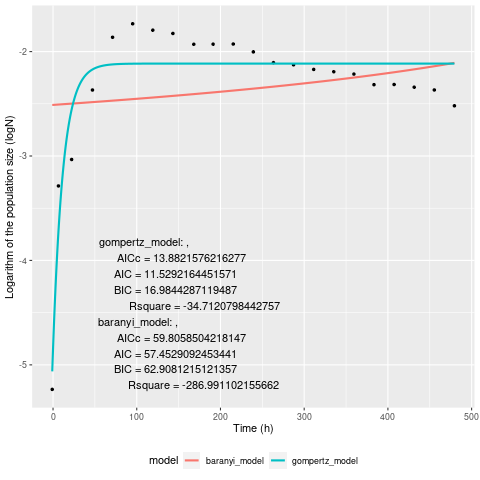 Logarithm of the population size (logN)
-2
-3
-4
-5
gompertz_model: ,
AICc = 13.8821576216277
AIC = 11.5292164451571
BIC = 16.9844287119487
Rsquare = -34.7120798442757
baranyi_model: ,
AICc = 59.8058504218147
AIC = 57.4529092453441
BIC = 62.9081215121357
Rsquare = -286.991102155662
0 100 200 300 400 500
Time (h)
model baranyi_model gompertz_model